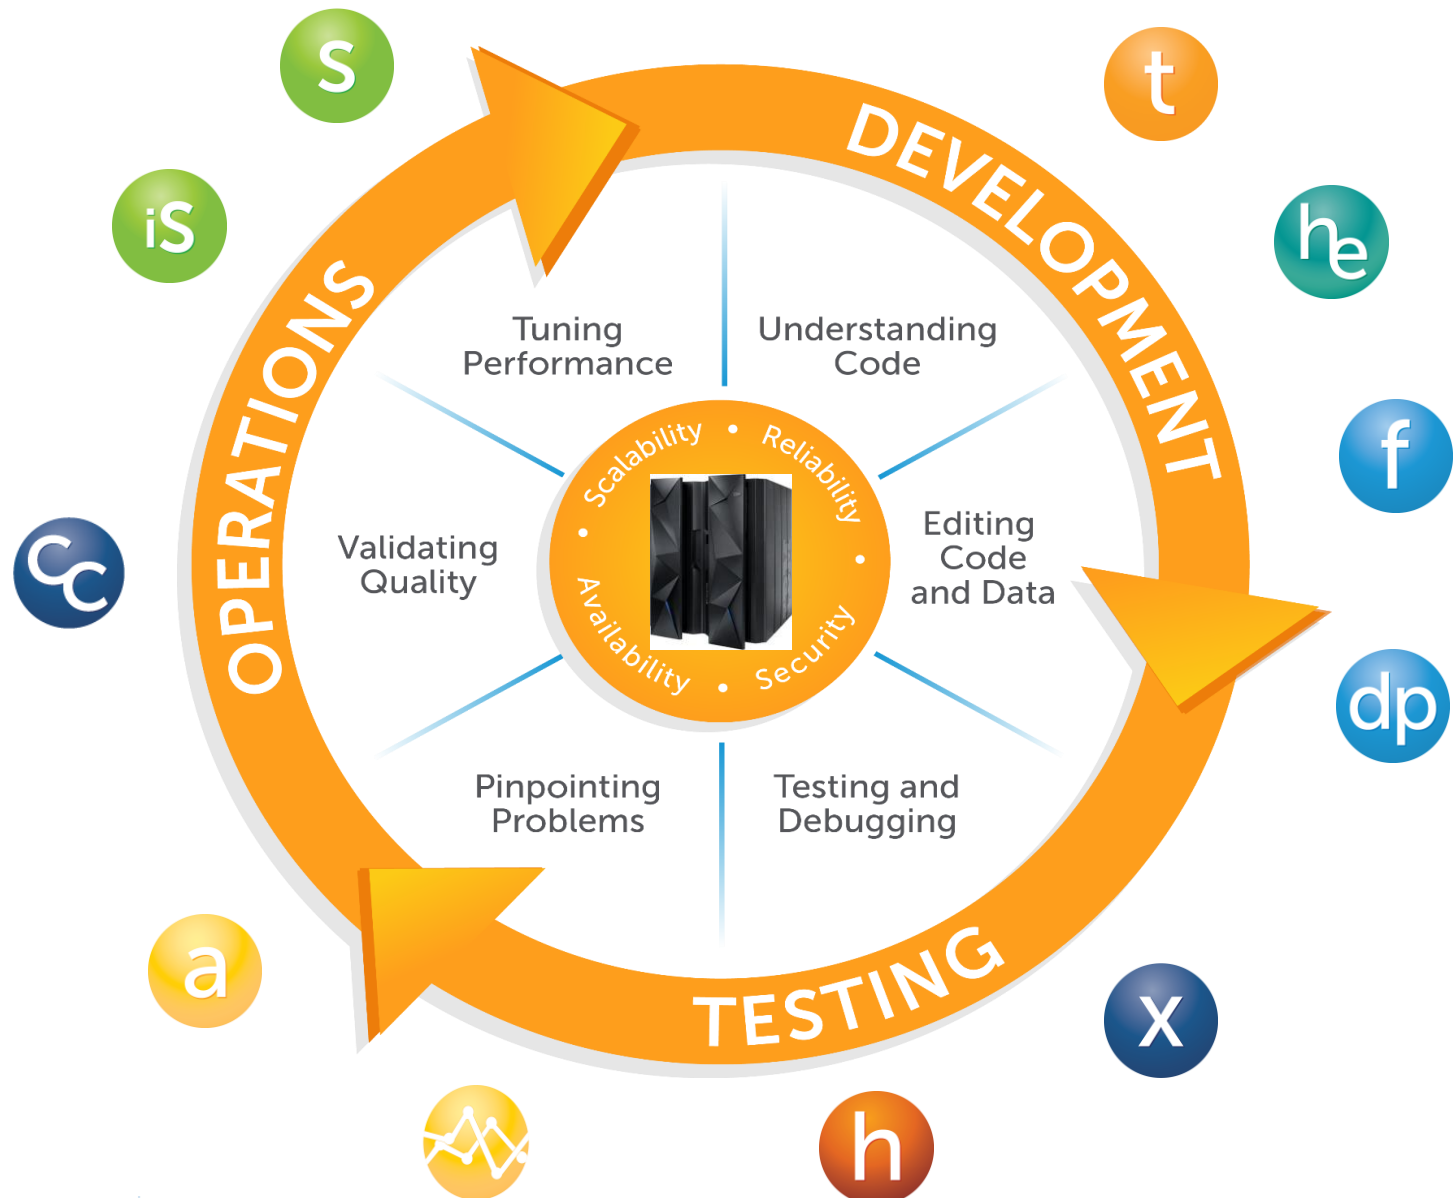 S
t
DEVELOPMENT
iS
he
OPERATIONS
Tuning
Performance
Understanding
Code
f
Scalability • Reliability
Validating
Quality
Editing
Code
and Data
CC
Availability • Security
dp
Pinpointing
Problems
Testing and
Debugging
a
TESTING
x
h